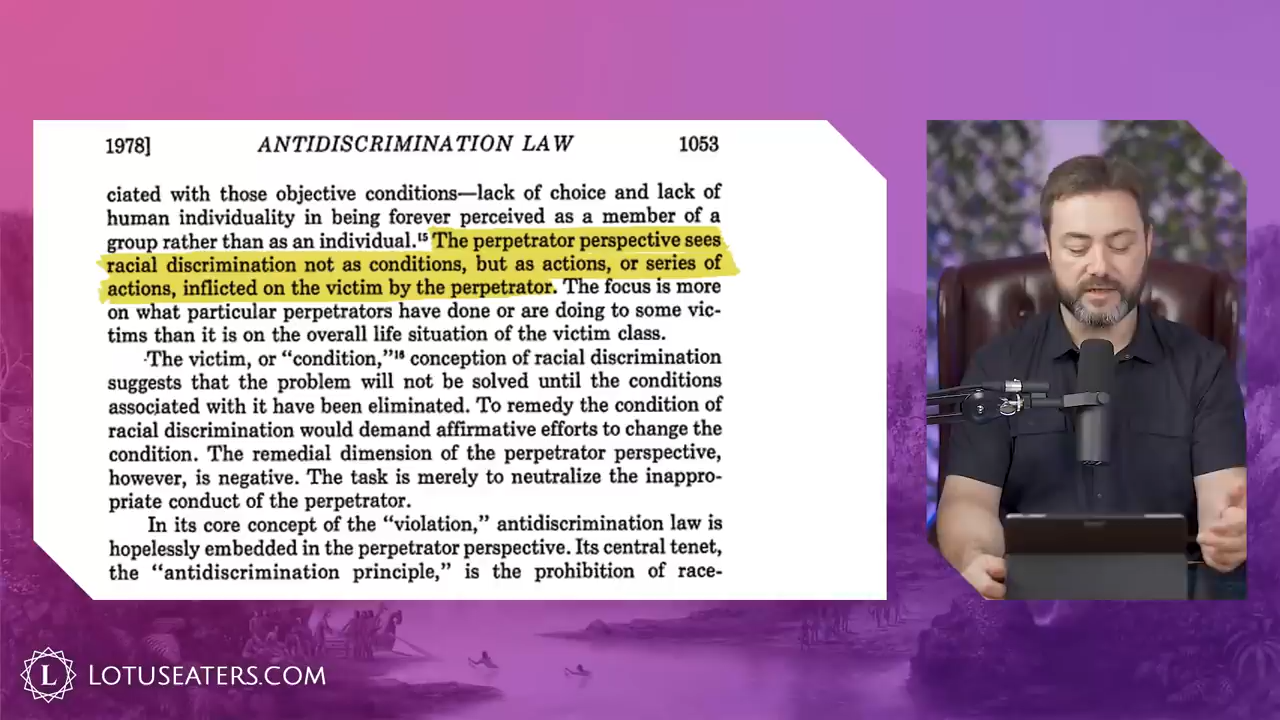 1978]	ANTIDISCRIMINATION LAW	1053
ciated with those objective conditions—lack of choice and lack of
human individuality in being forever perceived as a member of a
group rather than as an individual.¹⁵ The perpetrator perspective sees
racial discrimination not as conditions, but as actions, or series of
actions, inflicted on the victim by the perpetrator. The focus is more
on what particular perpetrators have done or are doing to some vic-
tims than it is on the overall life situation of the victim class.
The victim, or “condition,”¹⁶ conception of racial discrimination
suggests that the problem will not be solved until the conditions
associated with it have been eliminated. To remedy the condition of
racial discrimination would demand affirmative efforts to change the
condition. The remedial dimension of the perpetrator perspective,
however, is negative. The task is merely to neutralize the inappro-
priate conduct of the perpetrator.
In its core concept of the “violation,” antidiscrimination law is
hopelessly embedded in the perpetrator perspective. Its central tenet,
the “antidiscrimination principle,” is the prohibition of race-
L LOTUSEATERS.COM